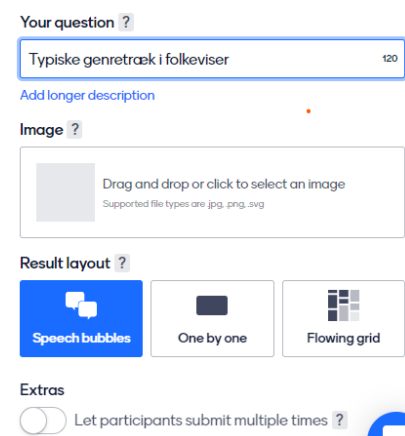 Your question ?
Typiske genretræk i folkeviser 120
Add longer description
Image ?
Drag and drop or click to select an image
Supported file types are .jpg, .png, .svg
Result layout ?
Speech bubbles One by one Flowing grid
Extras
Let participants submit multiple times ?